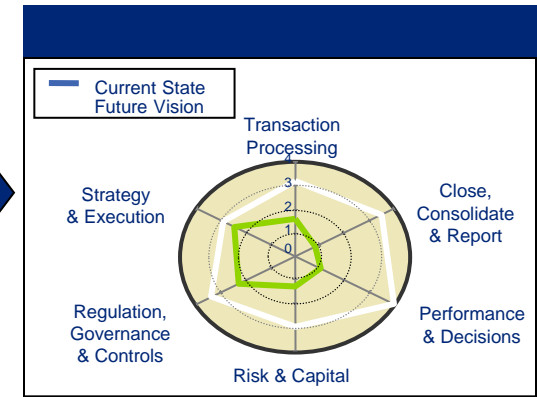 Current State
Future Vision
Transaction
Processing
4
3
2
1
0
Close,
Consolidate
& Report
Performance
& Decisions
Risk & Capital
Regulation,
Governance
& Controls
Strategy
& Execution